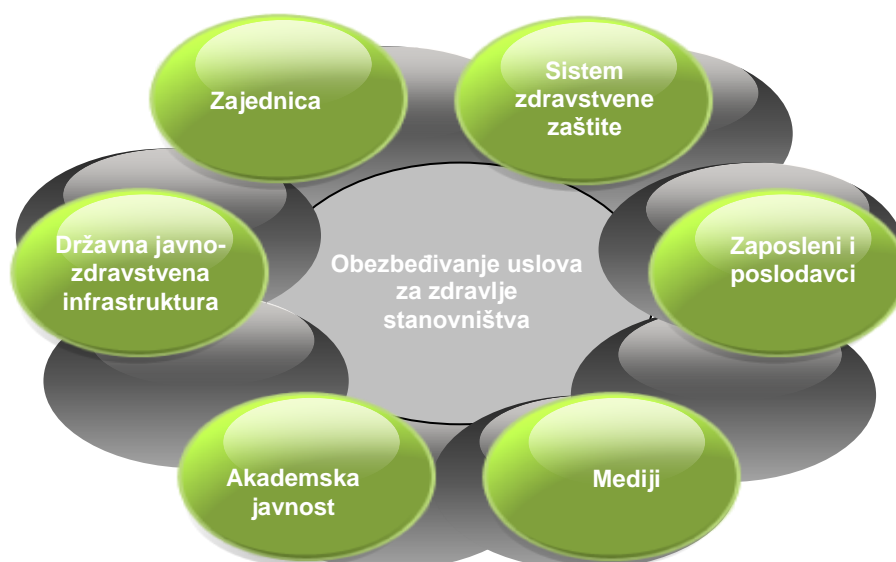 Zajednica
Sistem
zdravstvene
zaštite
Državna javno-
zdravstvena
infrastruktura
Obezbeđivanje uslova
za zdravlje
stanovništva
Zaposleni i
poslodavci
Akademska
javnost
Mediji